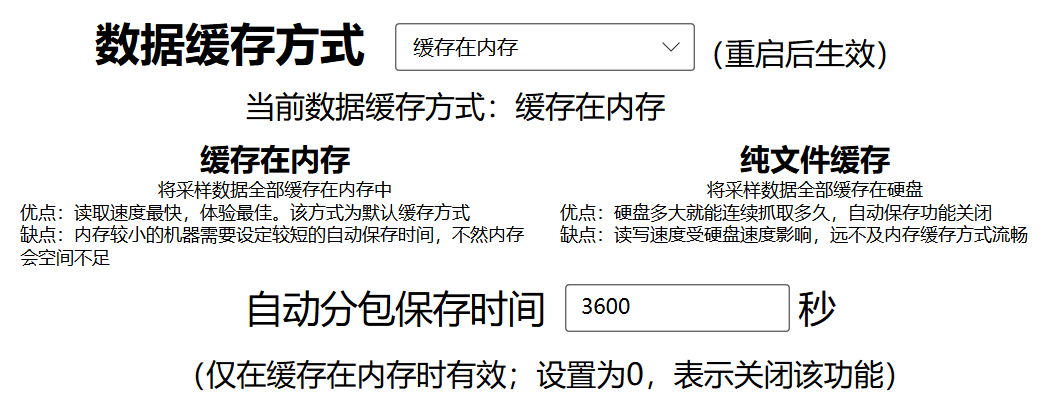 数据缓存方式 缓存在内存 （重启后生效）
当前数据缓存方式：缓存在内存
缓存在内存
将采样数据全部缓存在内存中
优点：读取速度最快，体验最佳。该方式为默认缓存方式
缺点：内存较小的机器需要设定较短的自动保存时间，不然内存
会空间不足
纯文件缓存
将采样数据全部缓存在硬盘
优点：硬盘多大就能连续抓取多久，自动保存功能关闭
缺点：读写速度受硬盘速度影响，远不及内存缓存方式流畅
自动分包保存时间 3600 秒
（仅在缓存在内存时有效；设置为0，表示关闭该功能）